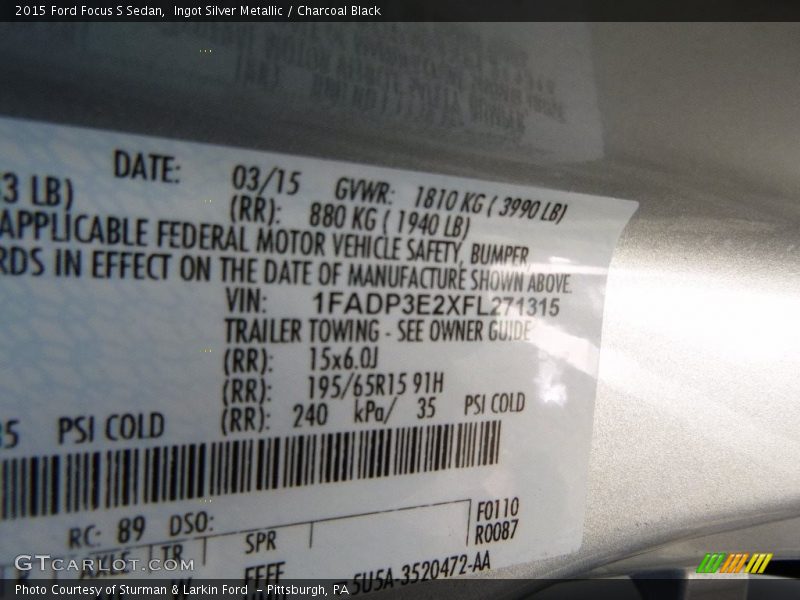 2015 Ford Focus S Sedan, Ingot Silver Metallic / Charcoal Black
DATE: 03/15 GVWR: 1810 KG ( 3990 LB)
3 LB) (RR): 880 KG ( 1940 LB)
APPLICABLE FEDERAL MOTOR VEHICLE SAFETY, BUMPER,
RDS IN EFFECT ON THE DATE OF MANUFACTURE SHOWN ABOVE.
VIN: 1FADP3E2XFL271315
TRAILER TOWING - SEE OWNER GUIDE
(RR): 15x6.0J
(RR): 195/65R15 91H
35 PSI COLD (RR): 240 kPa/ 35 PSI COLD
RC: 89 DSO: F0110
AXLE TR SPR R0087
FFFF 5U5A-3520472-AA
GTCarLot.com
Photo Courtesy of Sturman & Larkin Ford - Pittsburgh, PA